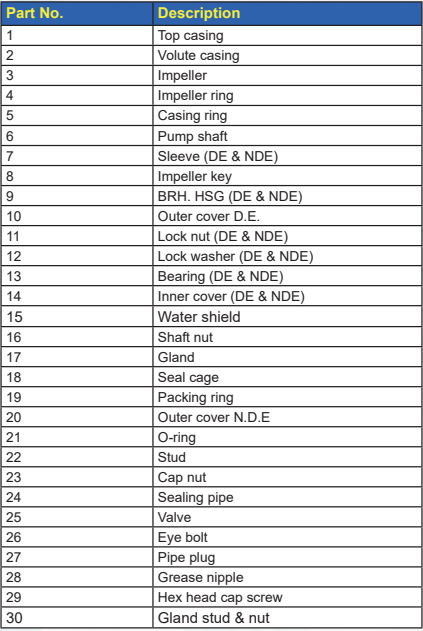 Part No. Description
1 Top casing
2 Volute casing
3 Impeller
4 Impeller ring
5 Casing ring
6 Pump shaft
7 Sleeve (DE & NDE)
8 Impeller key
9 BRH. HSG (DE & NDE)
10 Outer cover D.E.
11 Lock nut (DE & NDE)
12 Lock washer (DE & NDE)
13 Bearing (DE & NDE)
14 Inner cover (DE & NDE)
15 Water shield
16 Shaft nut
17 Gland
18 Seal cage
19 Packing ring
20 Outer cover N.D.E
21 O-ring
22 Stud
23 Cap nut
24 Sealing pipe
25 Valve
26 Eye bolt
27 Pipe plug
28 Grease nipple
29 Hex head cap screw
30 Gland stud & nut